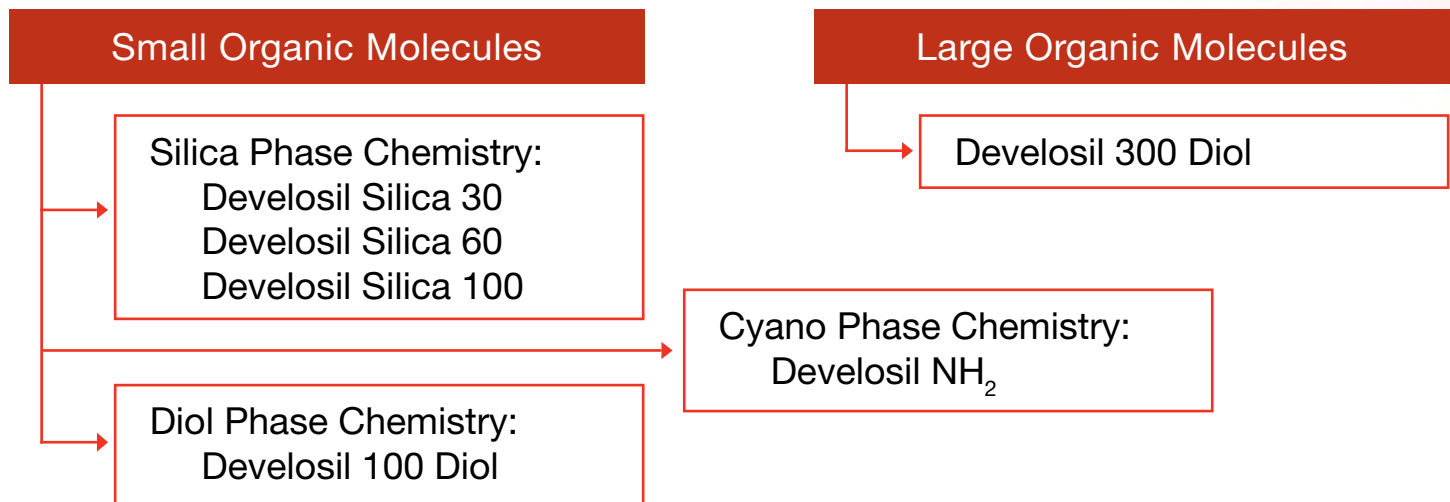 Small Organic Molecules
Silica Phase Chemistry:
Develosil Silica 30
Develosil Silica 60
Develosil Silica 100
Cyano Phase Chemistry:
Develosil NH₂
Diol Phase Chemistry:
Develosil 100 Diol
Large Organic Molecules
Develosil 300 Diol